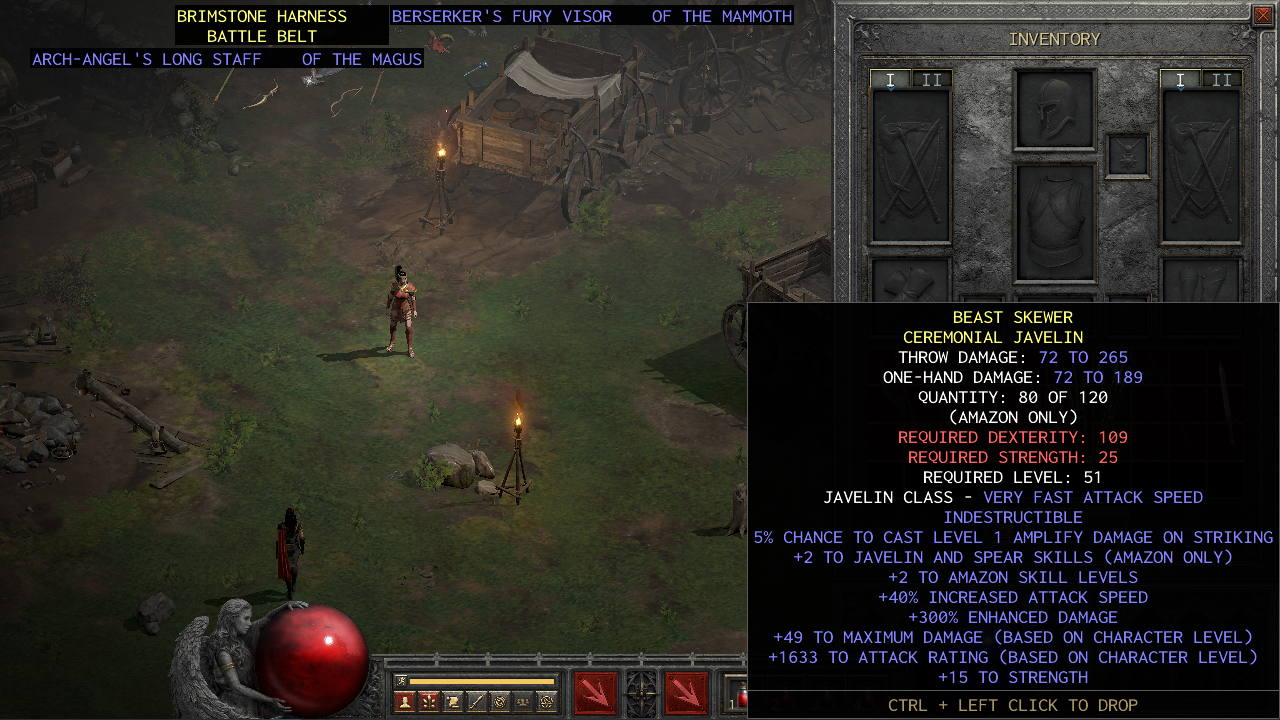 BRIMSTONE HARNESS
BATTLE BELT
BERSERKER'S FURY VISOR OF THE MAMMOTH
ARCH-ANGEL'S LONG STAFF OF THE MAGUS
INVENTORY
I II
I II
BEAST SKEWER
CEREMONIAL JAVELIN
THROW DAMAGE: 72 TO 265
ONE-HAND DAMAGE: 72 TO 189
QUANTITY: 80 OF 120
(AMAZON ONLY)
REQUIRED DEXTERITY: 109
REQUIRED STRENGTH: 25
REQUIRED LEVEL: 51
JAVELIN CLASS - VERY FAST ATTACK SPEED
INDESTRUCTIBLE
5% CHANCE TO CAST LEVEL 1 AMPLIFY DAMAGE ON STRIKING
+2 TO JAVELIN AND SPEAR SKILLS (AMAZON ONLY)
+2 TO AMAZON SKILL LEVELS
+40% INCREASED ATTACK SPEED
+300% ENHANCED DAMAGE
+49 TO MAXIMUM DAMAGE (BASED ON CHARACTER LEVEL)
+1633 TO ATTACK RATING (BASED ON CHARACTER LEVEL)
+15 TO STRENGTH
1
CTRL + LEFT CLICK TO DROP